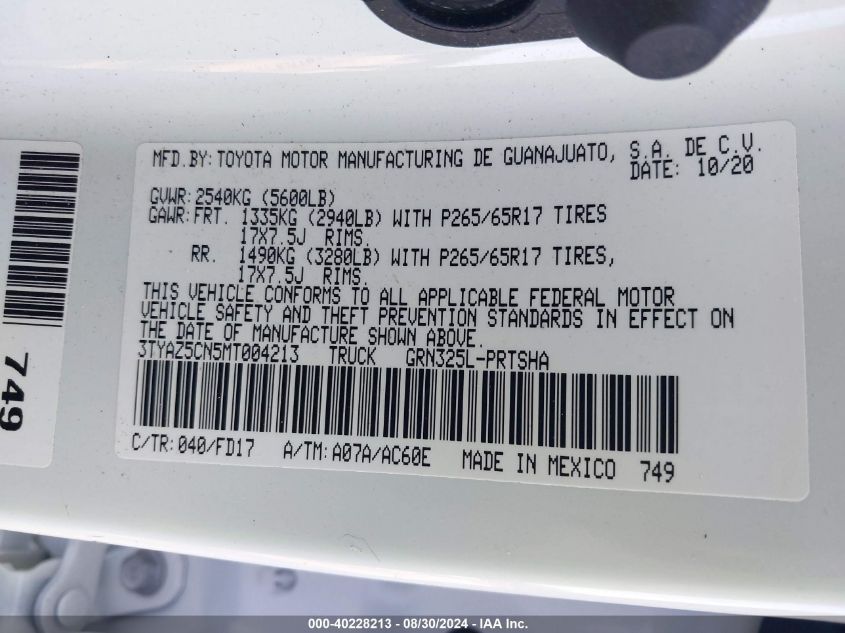 MFD.BY: TOYOTA MOTOR MANUFACTURING DE GUANAJUATO, S.A. DE C.V.
DATE: 10/20
GVWR: 2540KG (5600LB)
GAWR: FRT. 1335KG (2940LB) WITH P265/65R17 TIRES
17X7.5J RIMS.
RR. 1490KG (3280LB) WITH P265/65R17 TIRES,
17X7.5J RIMS.
THIS VEHICLE CONFORMS TO ALL APPLICABLE FEDERAL MOTOR
VEHICLE SAFETY AND THEFT PREVENTION STANDARDS IN EFFECT ON
THE DATE OF MANUFACTURE SHOWN ABOVE.
3TYAZ5CN5MT004213 TRUCK GRN325L-PRTSHA
C/TR: 040/FD17 A/TM: A07A/AC60E MADE IN MEXICO 749
749
000-40228213 - 08/30/2024 - IAA Inc.